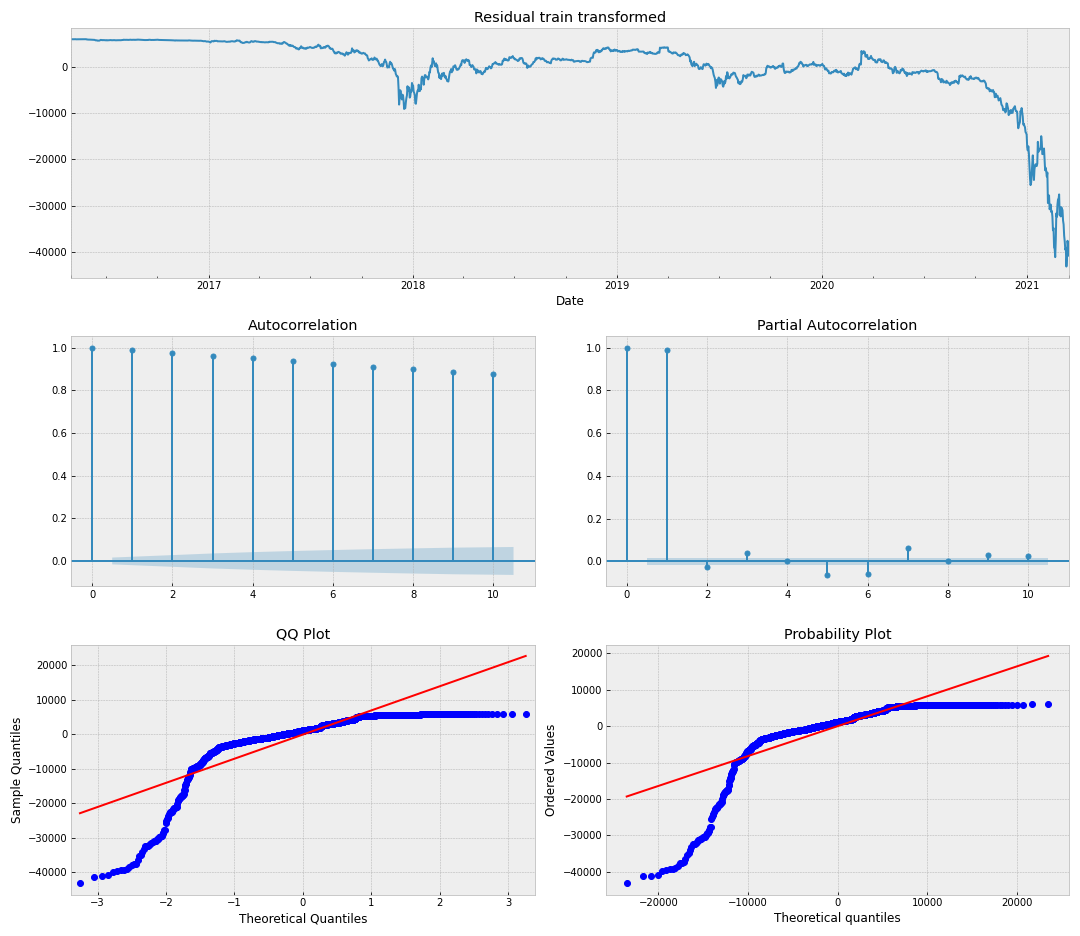 Residual train transformed
0
−10000
−20000
−30000
−40000
2017 2018 2019 2020 2021
Date
Autocorrelation
1.0
0.8
0.6
0.4
0.2
0.0
0 2 4 6 8 10
Partial Autocorrelation
1.0
0.8
0.6
0.4
0.2
0.0
0 2 4 6 8 10
QQ Plot
Sample Quantiles
20000
10000
0
−10000
−20000
−30000
−40000
−3 −2 −1 0 1 2 3
Theoretical Quantiles
Probability Plot
Ordered Values
20000
10000
0
−10000
−20000
−30000
−40000
−20000 −10000 0 10000 20000
Theoretical quantiles